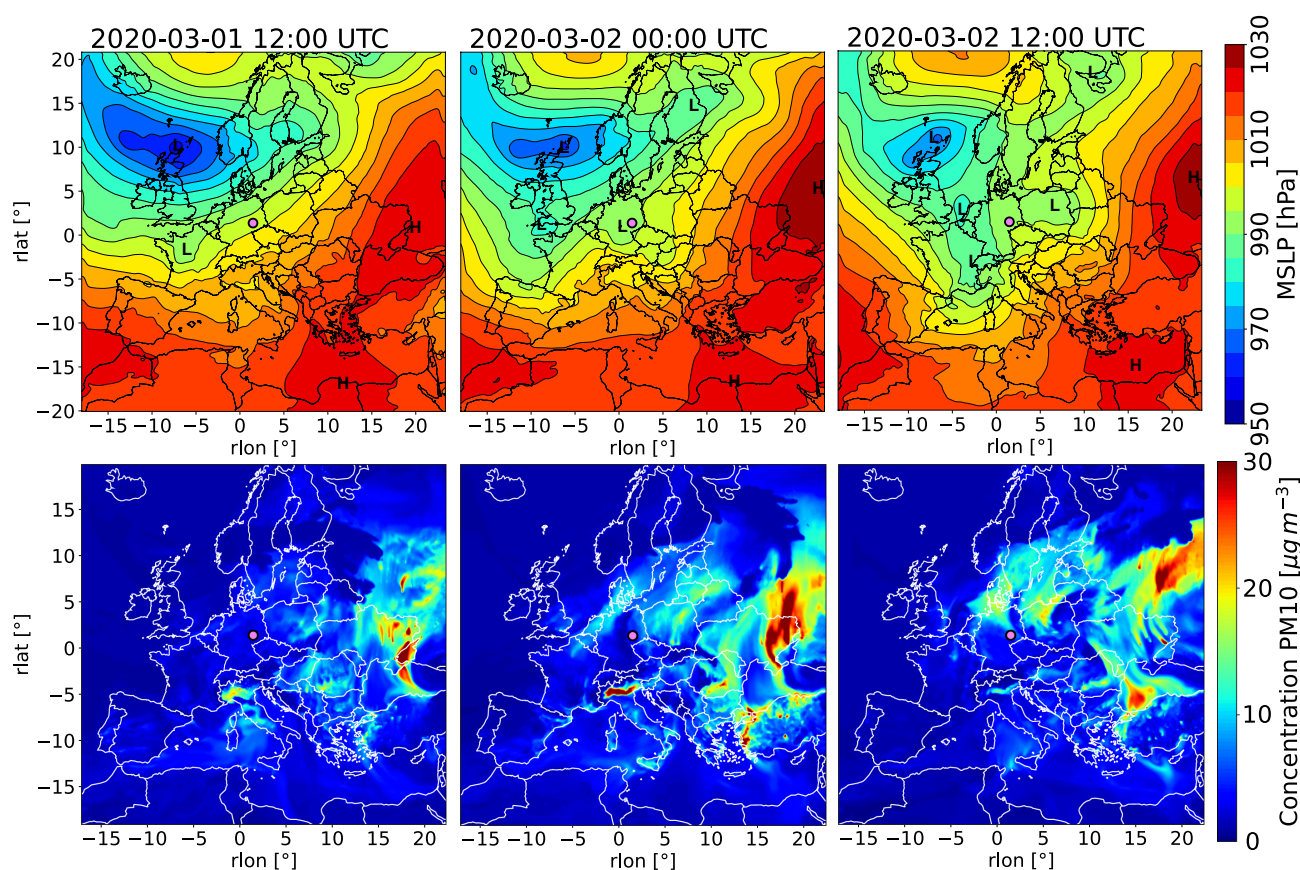 2020-03-01 12:00 UTC
2020-03-02 00:00 UTC
2020-03-02 12:00 UTC
rlat [°]
20
15
10
5
0
−5
−10
−15
−20
L
L
L
H
H
−15 −10 −5 0 5 10 15 20
rlon [°]
L
L
L
L
H
H
−15 −10 −5 0 5 10 15 20
rlon [°]
L
L
L
L
L
H
H
−15 −10 −5 0 5 10 15 20
rlon [°]
1030
1010
990
970
950
MSLP [hPa]
rlat [°]
15
10
5
0
−5
−10
−15
−15 −10 −5 0 5 10 15 20
rlon [°]
−15 −10 −5 0 5 10 15 20
rlon [°]
−15 −10 −5 0 5 10 15 20
rlon [°]
30
20
10
0
Concentration PM10 [μg m⁻³]